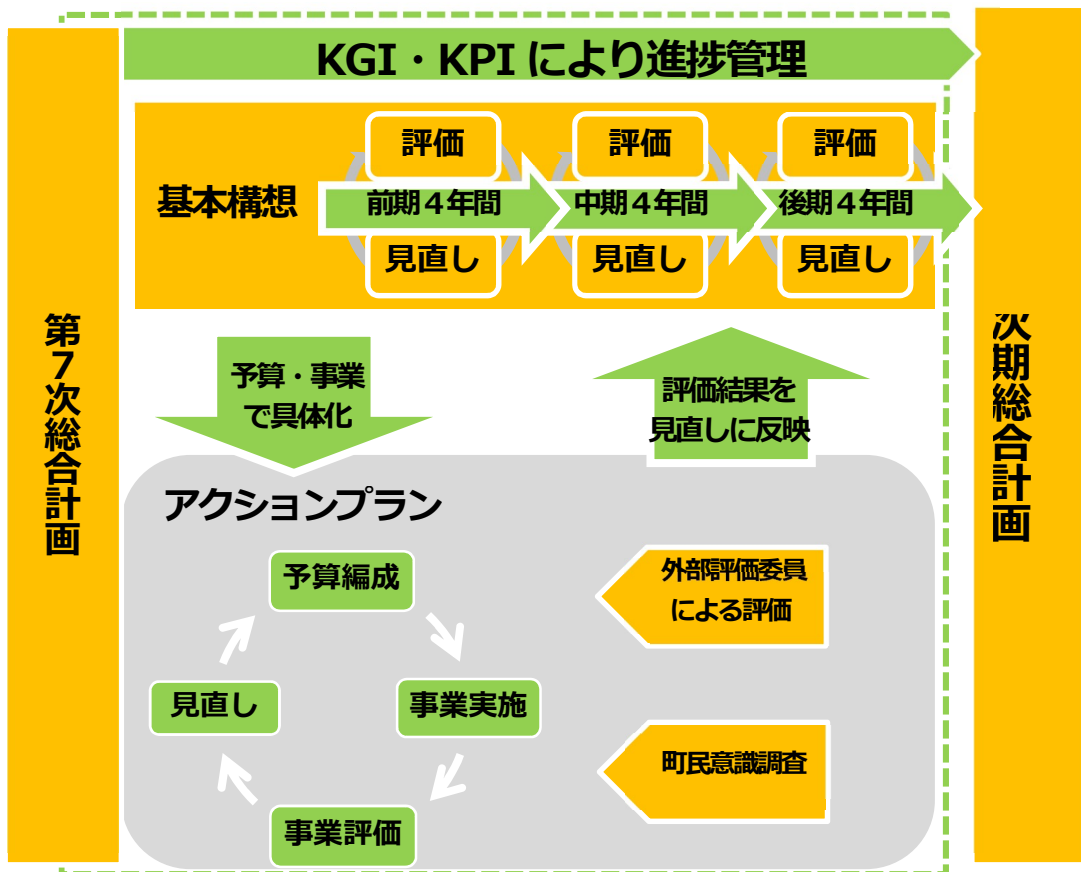 KGI・KPIにより進捗管理
第7次総合計画
基本構想
評価
評価
評価
前期4年間
中期4年間
後期4年間
見直し
見直し
見直し
次期総合計画
予算・事業
で具体化
評価結果を
見直しに反映
アクションプラン
予算編成
事業実施
事業評価
見直し
外部評価委員
による評価
町民意識調査